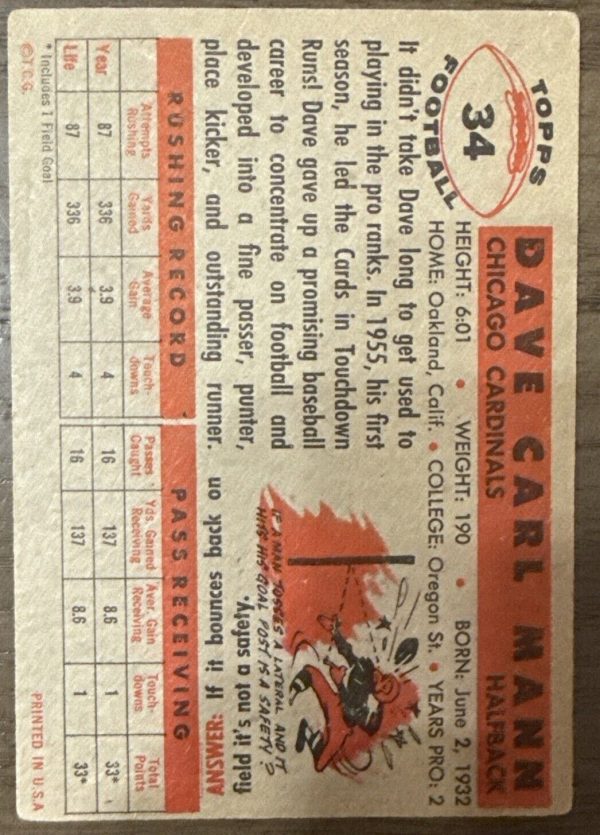 TOPPS
34
FOOTBALL
DAVE CARL MANN
CHICAGO CARDINALS HALFBACK
HEIGHT: 6:01 • WEIGHT: 190 • BORN: June 2, 1932
HOME: Oakland, Calif. • COLLEGE: Oregon St. • YEARS PRO: 2
It didn't take Dave long to get used to
playing in the pro ranks. In 1955, his first
season, he led the Cards in Touchdown
Runs! Dave gave up a promising baseball
career to concentrate on football and
developed into a fine passer, punter,
place kicker, and outstanding runner.
IF A MAN TOSSES A LATERAL AND IT
HITS HIS GOAL POST IS IT A SAFETY?
ANSWER: If it bounces back on
field it's not a safety.
RUSHING RECORD PASS RECEIVING
Attempts Rushing Yards Gained Average Gain Touch-downs Passes Caught Yds. Gained Receiving Aver. Gain Receiving Touch-downs Total Points
Year 87 336 3.9 4 16 137 8.6 1 33*
Life 87 336 3.9 4 16 137 8.6 1 33*
* Includes 1 Field Goal
©T.C.G. PRINTED IN U.S.A.